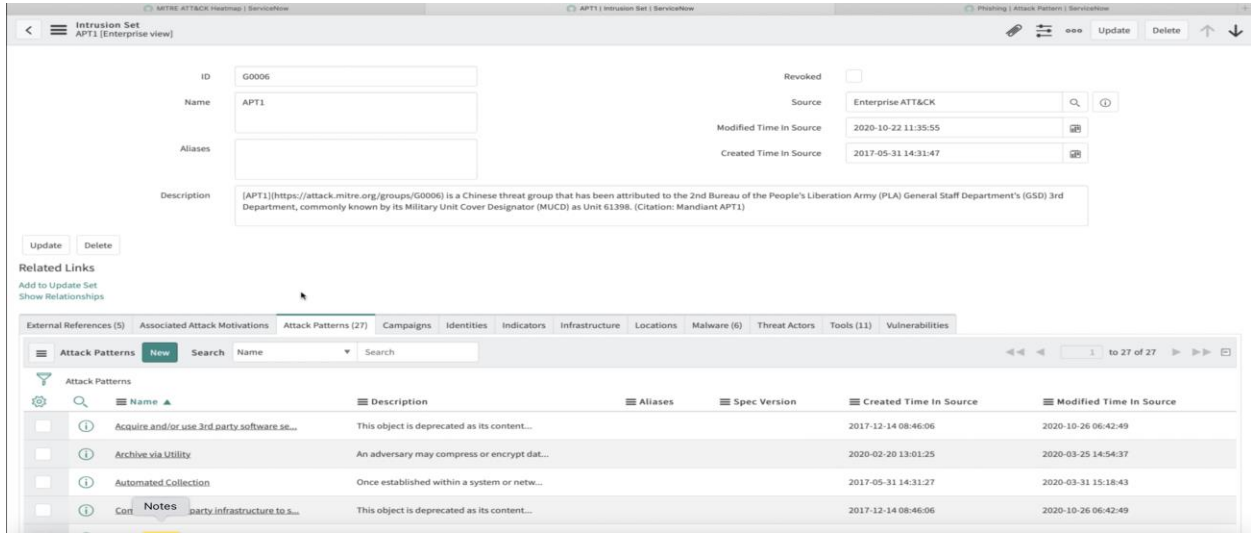 MITRE ATT&CK Heatmap | ServiceNow
APT1 | Intrusion Set | ServiceNow
Phishing | Attack Pattern | ServiceNow
Intrusion Set
APT1 [Enterprise view]
Update Delete
ID G0006
Revoked
Name APT1
Source Enterprise ATT&CK
Modified Time In Source 2020-10-22 11:35:55
Aliases
Created Time In Source 2017-05-31 14:31:47
Description [APT1](https://attack.mitre.org/groups/G0006) is a Chinese threat group that has been attributed to the 2nd Bureau of the People's Liberation Army (PLA) General Staff Department's (GSD) 3rd
Department, commonly known by its Military Unit Cover Designator (MUCD) as Unit 61398. (Citation: Mandiant APT1)
Update Delete
Related Links
Add to Update Set
Show Relationships
External References (5) Associated Attack Motivations Attack Patterns (27) Campaigns Identities Indicators Infrastructure Locations Malware (6) Threat Actors Tools (11) Vulnerabilities
Attack Patterns New Search Name Search 1 to 27 of 27
Attack Patterns
Name Description Aliases Spec Version Created Time In Source Modified Time In Source
Acquire and/or use 3rd party software se... This object is deprecated as its content... 2017-12-14 08:46:06 2020-10-26 06:42:49
Archive via Utility An adversary may compress or encrypt dat... 2020-02-20 13:01:25 2020-03-25 14:54:37
Automated Collection Once established within a system or netw... 2017-05-31 14:31:27 2020-03-31 15:18:43
Notes
party infrastructure to s... This object is deprecated as its content... 2017-12-14 08:46:06 2020-10-26 06:42:49